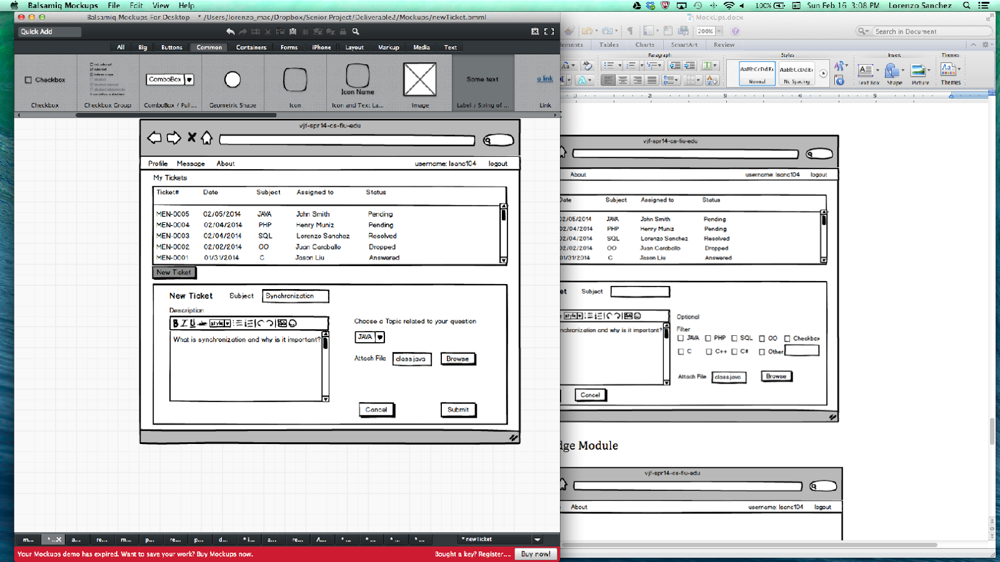 Balsamiq Mockups File Edit View Help 100% Sun Feb 16 3:08 PM Lorenzo Sanchez
Balsamiq Mockups For Desktop - * /Users/lorenzo_mac/Dropbox/Senior Project/Deliverable2/Mockups/newTicket.bmml
Quick Add
All Big Buttons Common Containers Forms iPhone Layout Markup Media Text
Checkbox
ComboBox
Icon Name
Some text
a link
Checkbox Checkbox Group ComboBox / Pull... Geometric Shape Icon Icon and Text La... Image Label / String of ... Link
vjf-spr14-cs-fiu-edu
Profile Message About username: lsanc104 logout
My Tickets
Ticket# Date Subject Assigned to Status
MEN-0005 02/05/2014 JAVA John Smith Pending
MEN-0004 02/04/2014 PHP Henry Muniz Pending
MEN-0003 02/04/2014 SQL Lorenzo Sanchez Resolved
MEN-0002 02/02/2014 OO Juan Caraballo Dropped
MEN-0001 01/31/2014 C Jason Liu Answered
New Ticket
New Ticket Subject Synchronization
Description
B I U abc style
What is synchronization and why is it important?
Choose a Topic related to your question
JAVA
Attach File class.java Browse
Cancel Submit
m... * ...X a... re... m... p... re... p... d... * i... a... re... A... * ... * ... * ... * ... * newTicket
Your Mockups demo has expired. Want to save your work? Buy Mockups now. Bought a key? Register.... Buy now!
MockUps.docx
200% Search in Document
lements Tables Charts SmartArt Review
Paragraph Styles Insert Themes
AaBbCcDdEe AaBbCcDdEe
Normal No Spacing Text Box Shape Picture Themes
vjf-spr14-cs-fiu-edu
About username: lsanc104 logout
Date Subject Assigned to Status
02/05/2014 JAVA John Smith Pending
02/04/2014 PHP Henry Muniz Pending
02/04/2014 SQL Lorenzo Sanchez Resolved
02/02/2014 OO Juan Caraballo Dropped
01/31/2014 C Jason Liu Answered
et Subject
style
nchronization and why is it important?
Optional
Filter
JAVA PHP SQL OO Checkbox
C C++ C# Other
Attach File class.java Browse
Cancel
dge Module
vjf-spr14-cs-fiu-edu
About username: lsanc104 logout